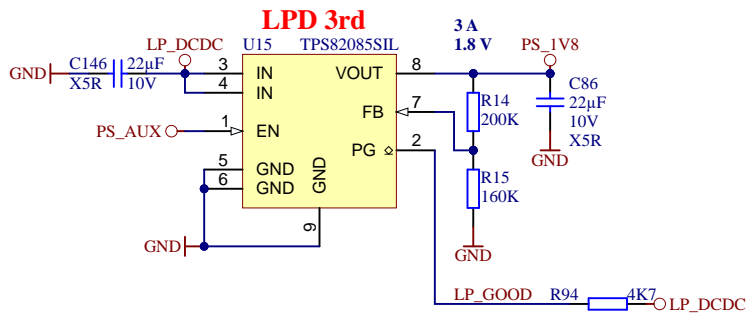 LPD 3rd
3 A
1.8 V
LP_DCDC
U15
TPS82085SIL
PS_1V8
C146
22µF
GND
X5R
10V
3
IN
4
IN
VOUT
8
C86
22µF
10V
X5R
GND
R14
200K
FB
7
PS_AUX
1
EN
PG
2
5
GND
6
GND
GND
9
R15
160K
GND
GND
LP_GOOD
R94
4K7
LP_DCDC